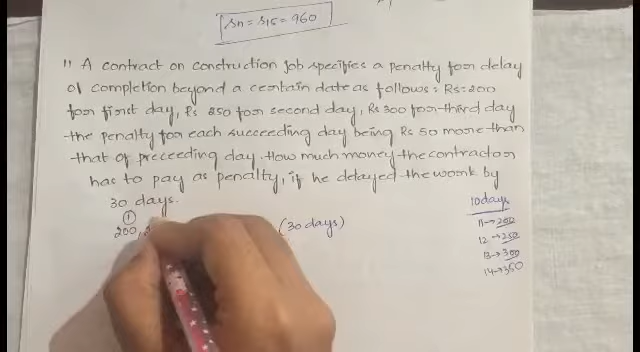 Sn = S15 = 960
11 A contract on construction job specifies a penalty for delay
of completion beyond a certain date as follows: Rs=200
for first day, Rs 250 for second day, Rs 300 for third day
the penalty for each succeeding day being Rs 50 more than
that of preceeding day. How much money the contractor
has to pay as penalty, if he delayed the work by
30 days.
10 days
①
11→200
200, (30 days)
12→250
13→300
14→350